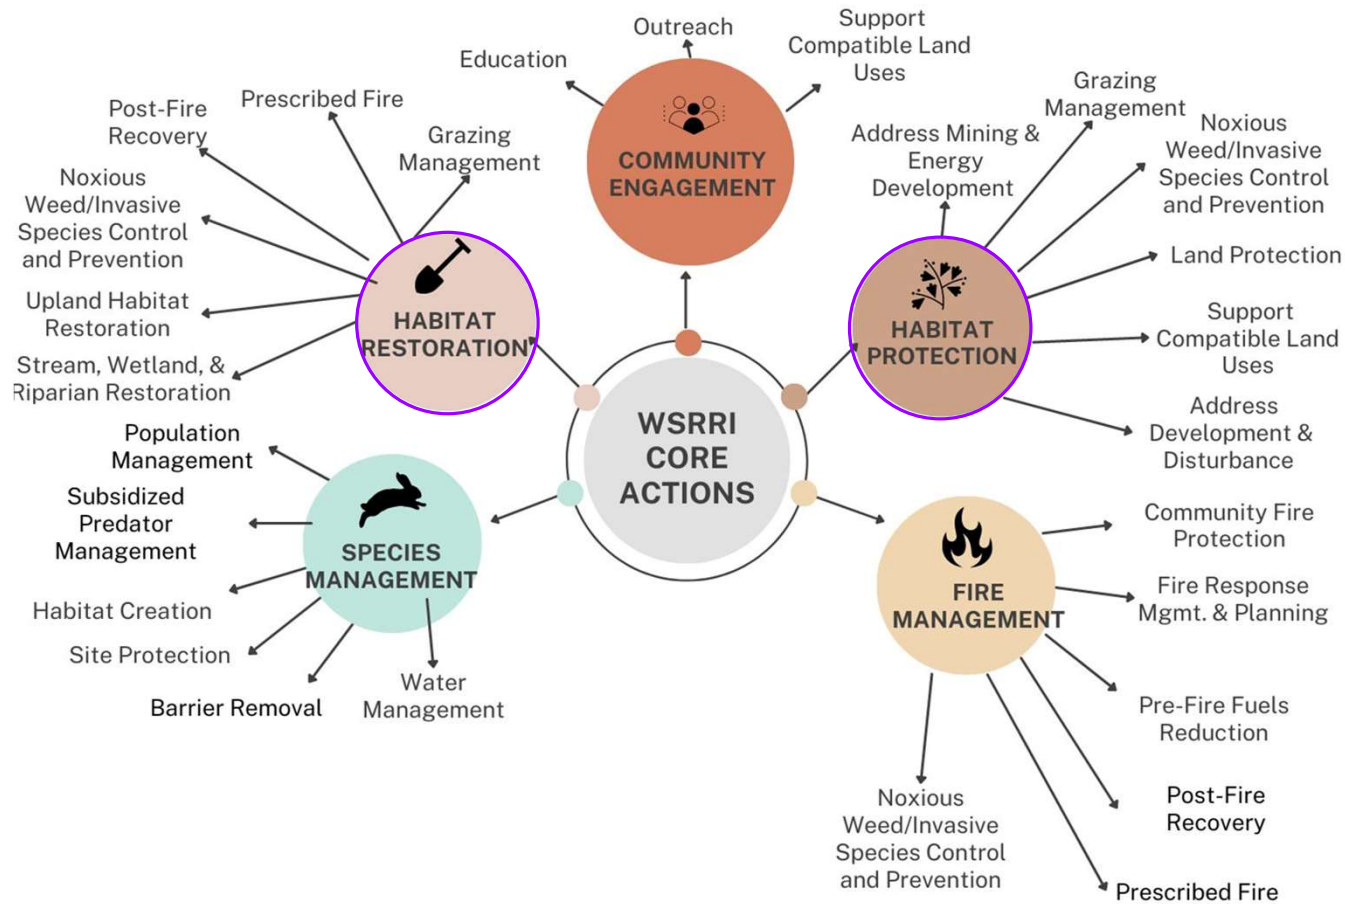 Outreach
Support
Compatible Land
Uses
Education
COMMUNITY
ENGAGEMENT
Post-Fire
Recovery
Prescribed Fire
Grazing
Management
Noxious
Weed/Invasive
Species Control
and Prevention
Upland Habitat
Restoration
Stream, Wetland, &
Riparian Restoration
HABITAT
RESTORATION
Address Mining &
Energy
Development
Grazing
Management
Noxious
Weed/Invasive
Species Control
and Prevention
Land Protection
Support
Compatible Land
Uses
Address
Development &
Disturbance
HABITAT
PROTECTION
WSRRI
CORE
ACTIONS
Population
Management
Subsidized
Predator
Management
Habitat Creation
Site Protection
Barrier Removal
Water
Management
SPECIES
MANAGEMENT
FIRE
MANAGEMENT
Community Fire
Protection
Fire Response
Mgmt. & Planning
Pre-Fire Fuels
Reduction
Post-Fire
Recovery
Prescribed Fire
Noxious
Weed/Invasive
Species Control
and Prevention